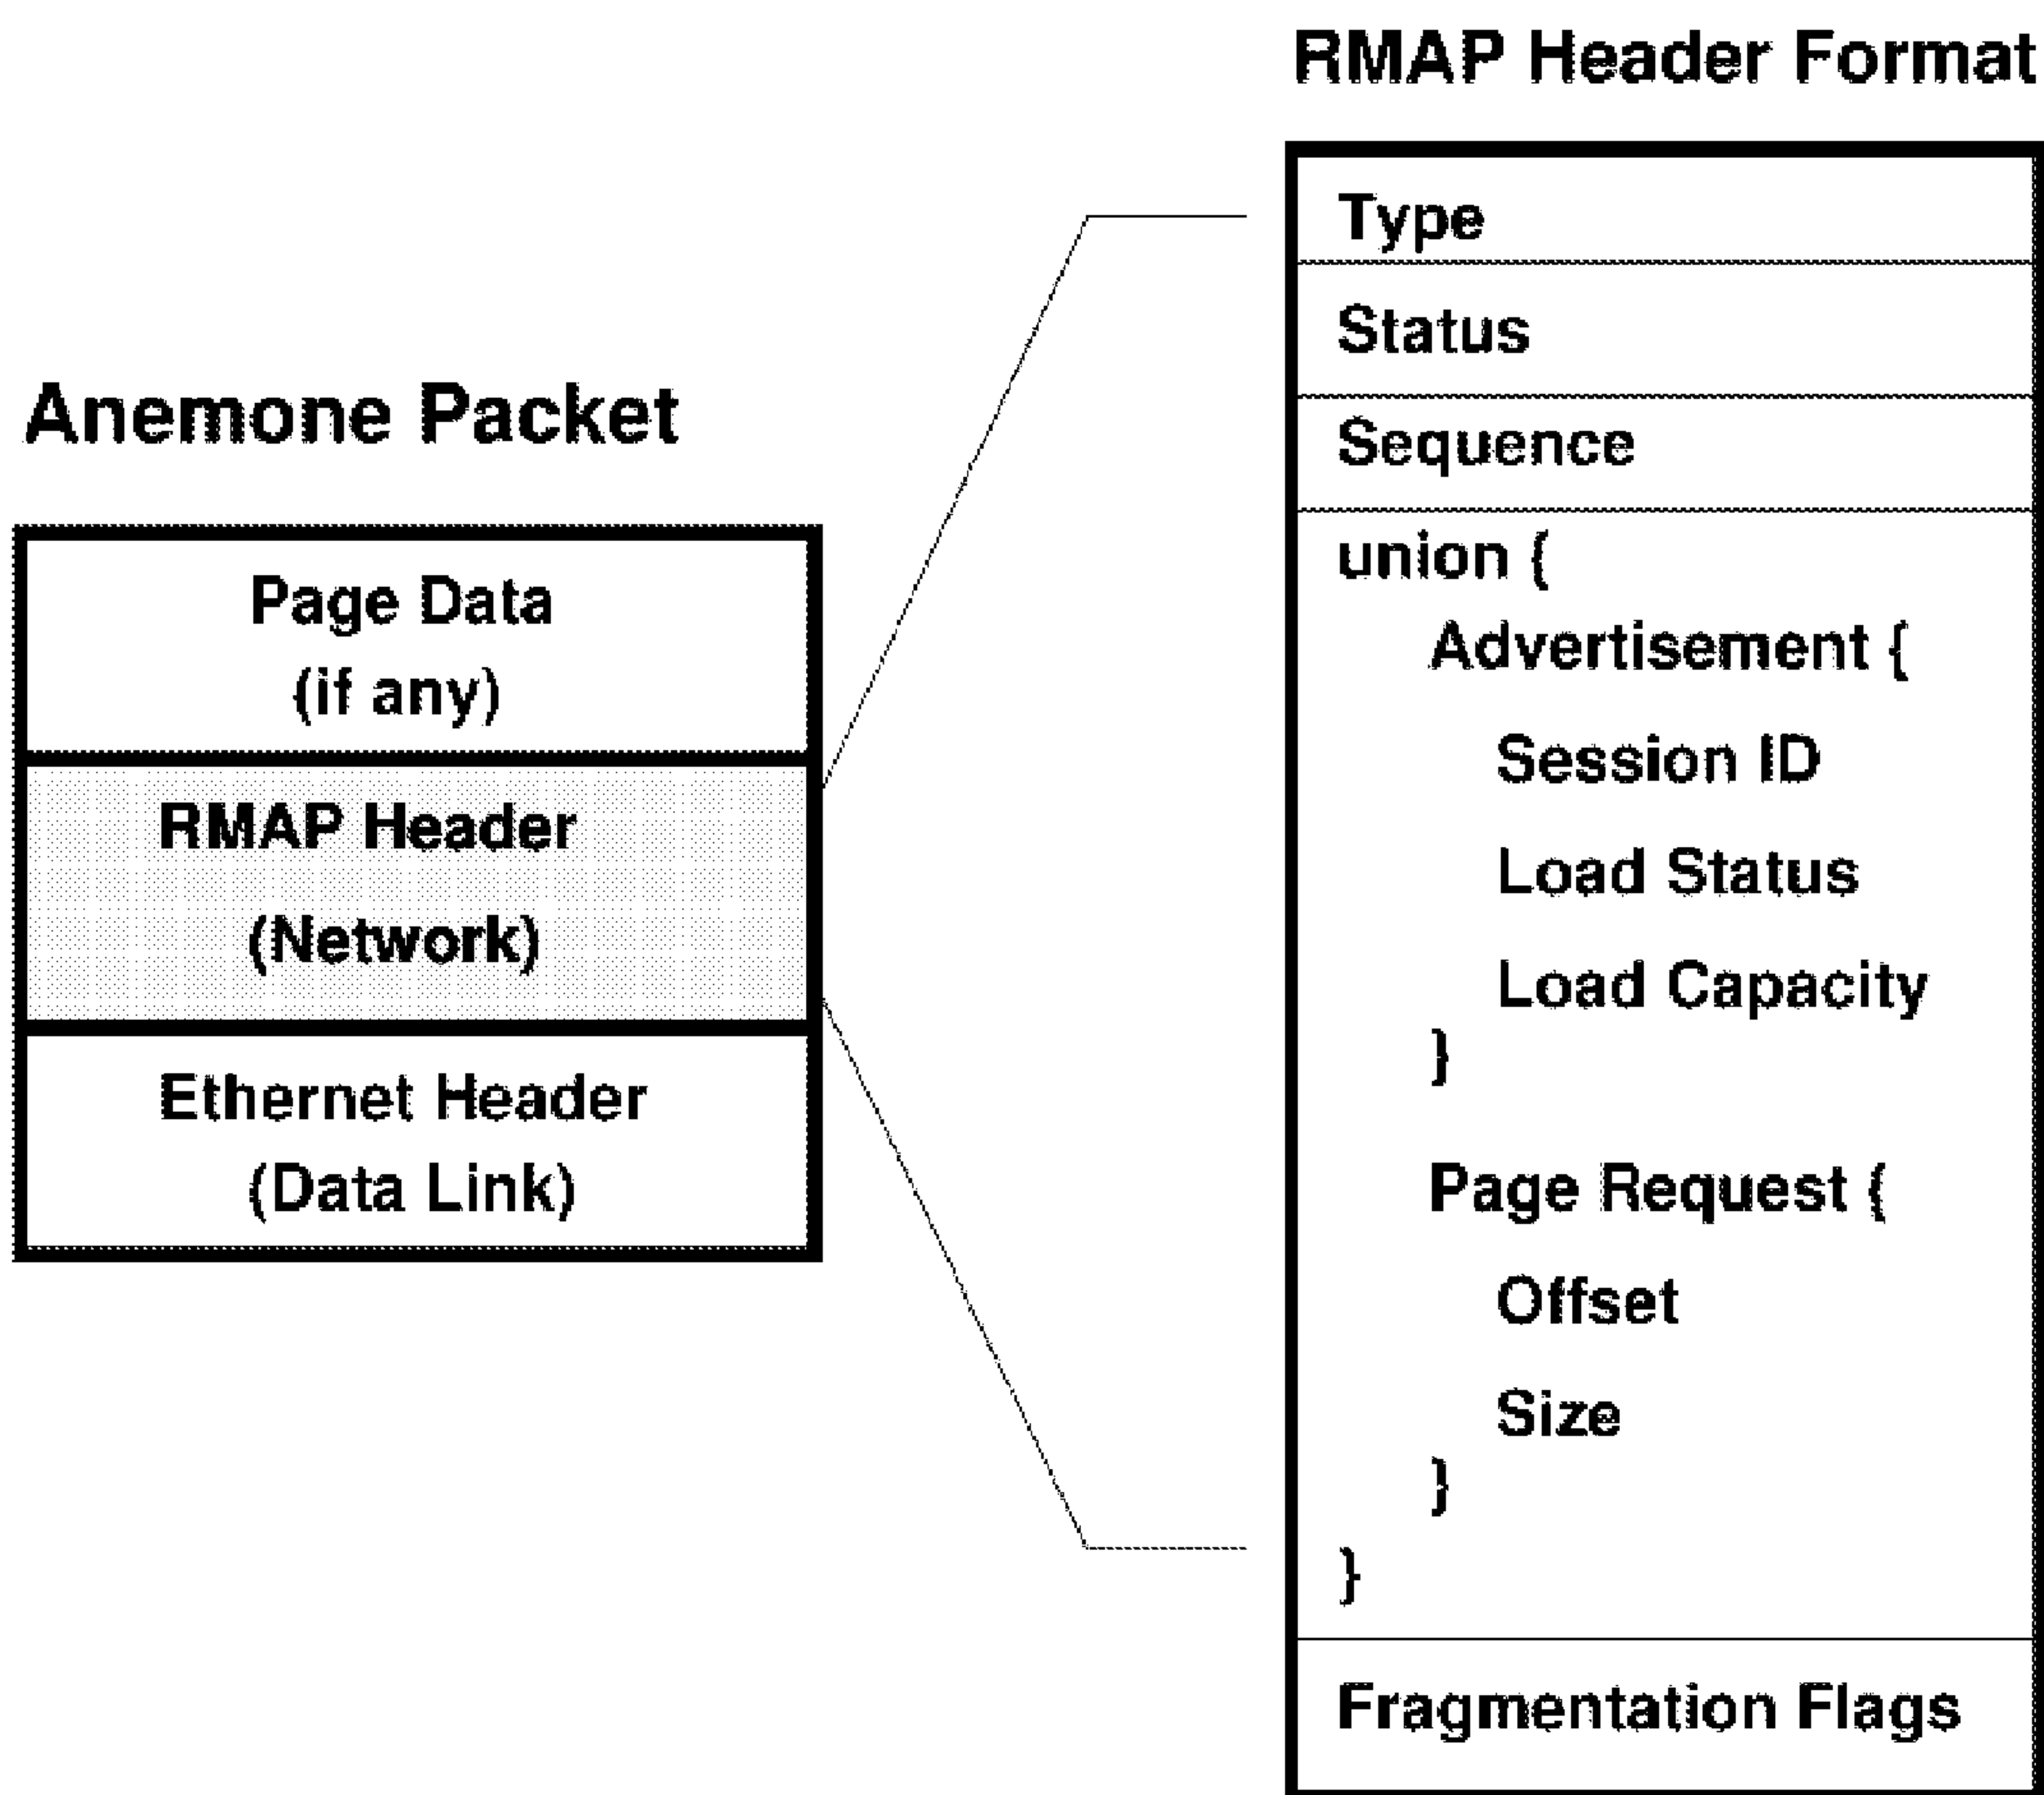 Anemone Packet
Page Data
(if any)
RMAP Header
(Network)
Ethernet Header
(Data Link)
RMAP Header Format
Type
Status
Sequence
union {
Advertisement {
Session ID
Load Status
Load Capacity
}
Page Request {
Offset
Size
}
}
Fragmentation Flags